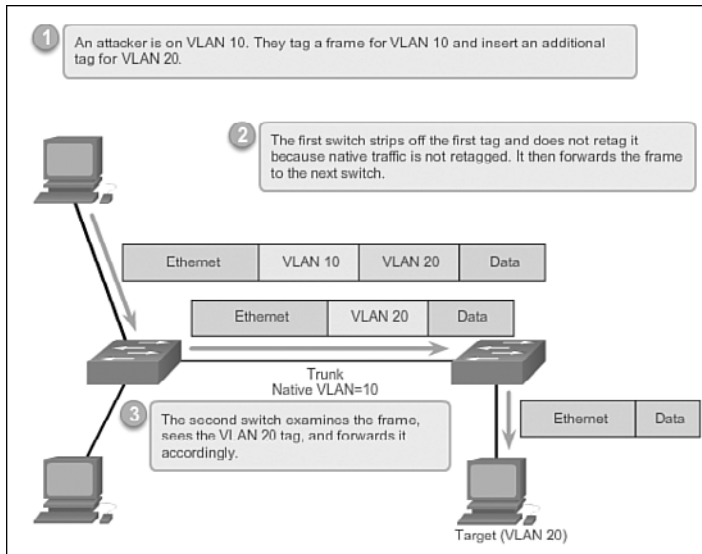 1
An attacker is on VLAN 10. They tag a frame for VLAN 10 and insert an additional
tag for VLAN 20.
2
The first switch strips off the first tag and does not retag it
because native traffic is not retagged. It then forwards the frame
to the next switch.
Ethernet VLAN 10 VLAN 20 Data
Ethernet VLAN 20 Data
Trunk
Native VLAN=10
3
The second switch examines the frame,
sees the VLAN 20 tag, and forwards it
accordingly.
Ethernet Data
Target (VLAN 20)